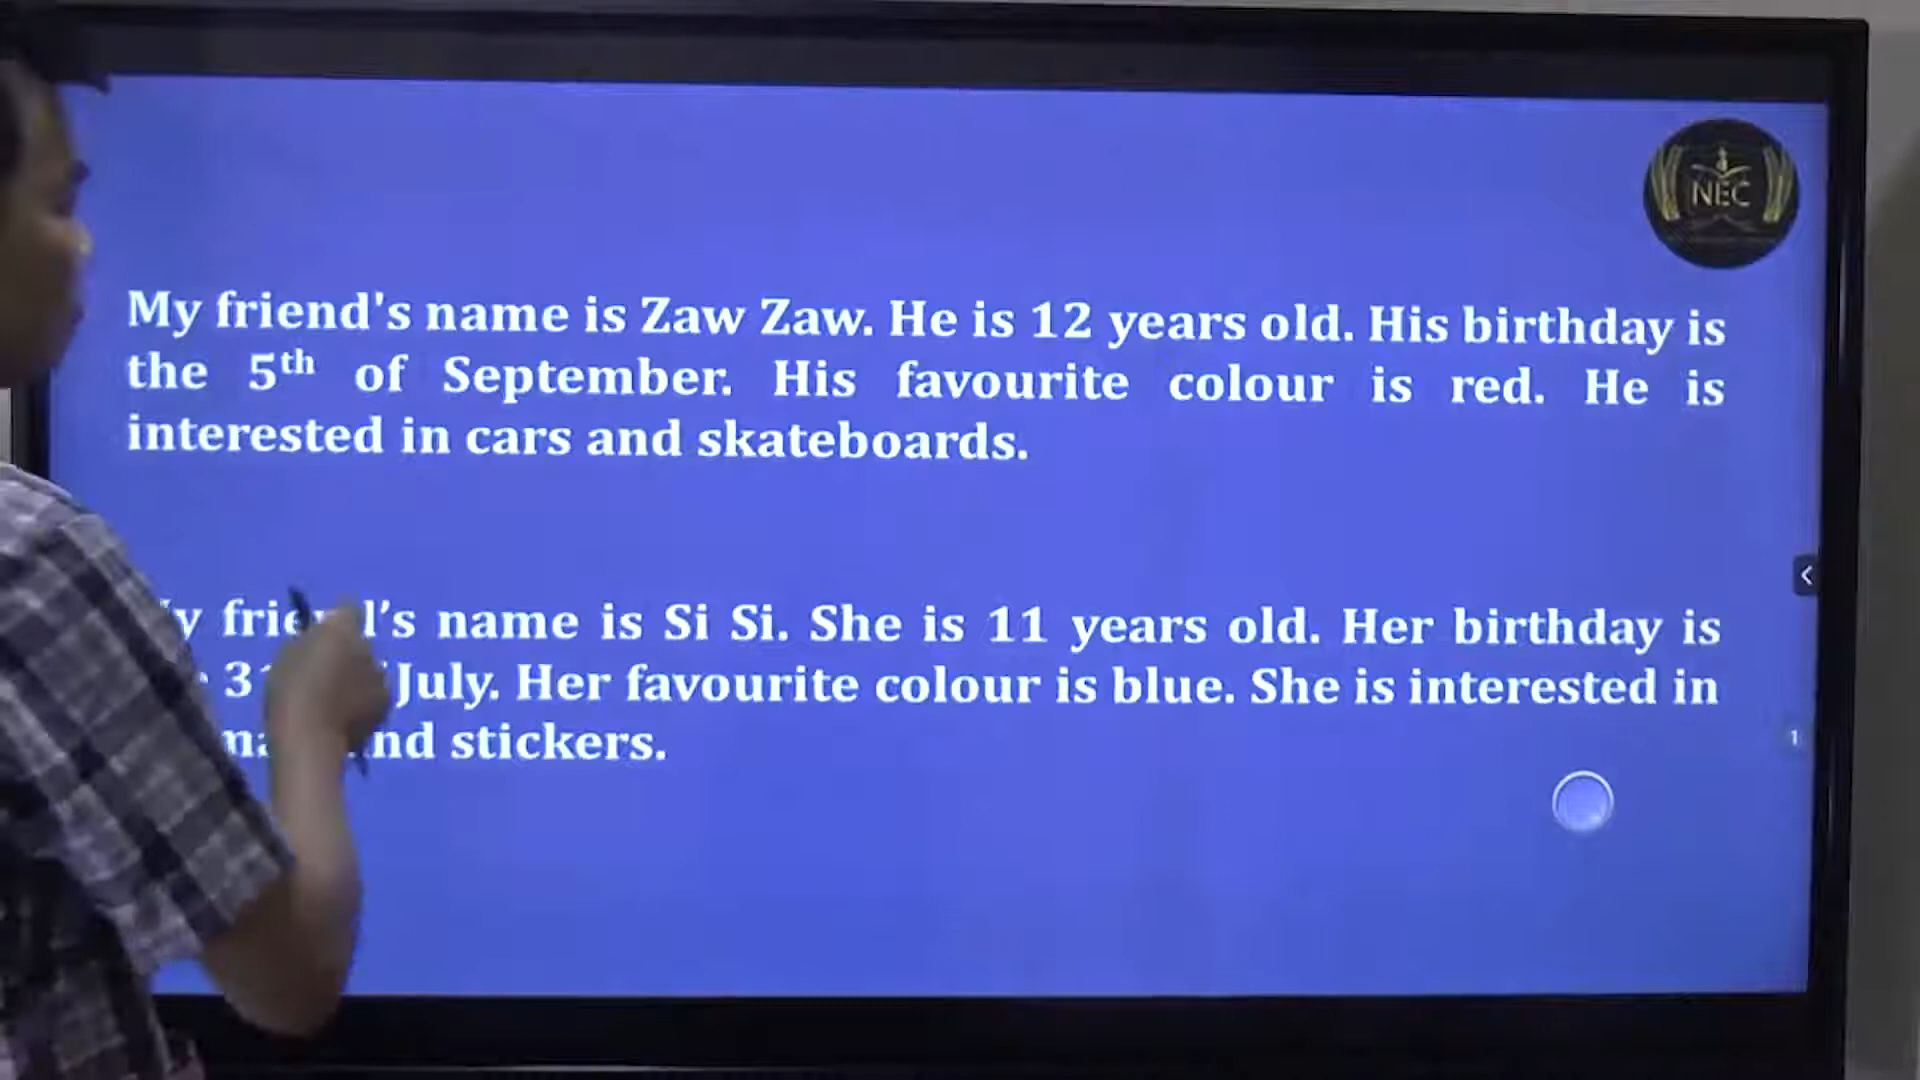 NEC
My friend's name is Zaw Zaw. He is 12 years old. His birthday is
the 5th of September. His favourite colour is red. He is
interested in cars and skateboards.
name is Si Si. She is 11 years old. Her birthday is
July. Her favourite colour is blue. She is interested in
stickers.
1